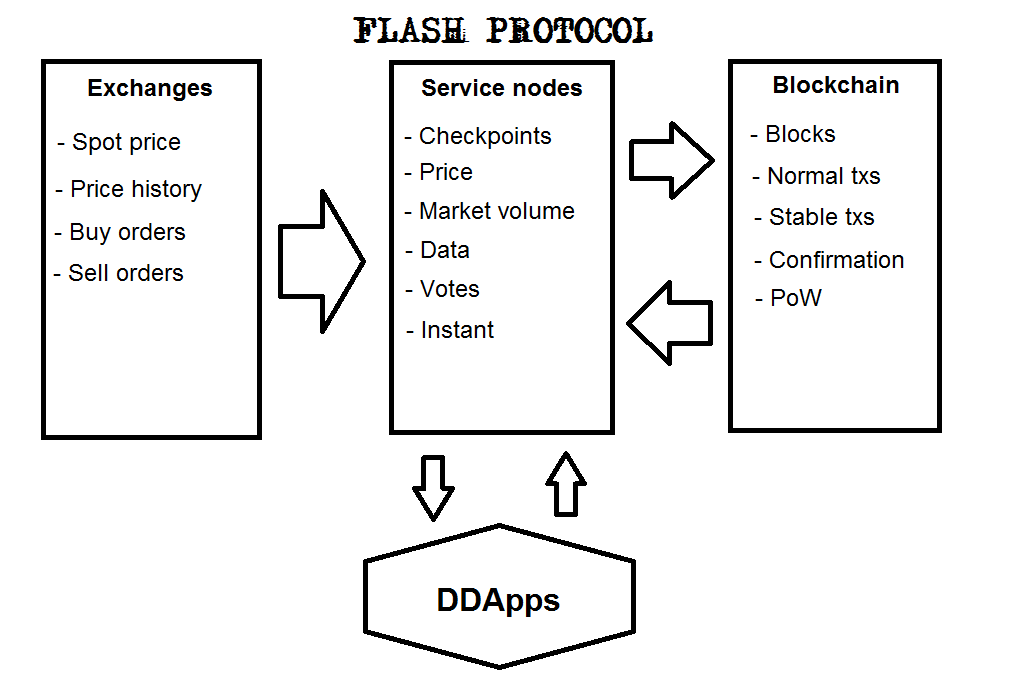 FLASH PROTOCOL
Exchanges
- Spot price
- Price history
- Buy orders
- Sell orders
Service nodes
- Checkpoints
- Price
- Market volume
- Data
- Votes
- Instant
Blockchain
- Blocks
- Normal txs
- Stable txs
- Confirmation
- PoW
DDApps